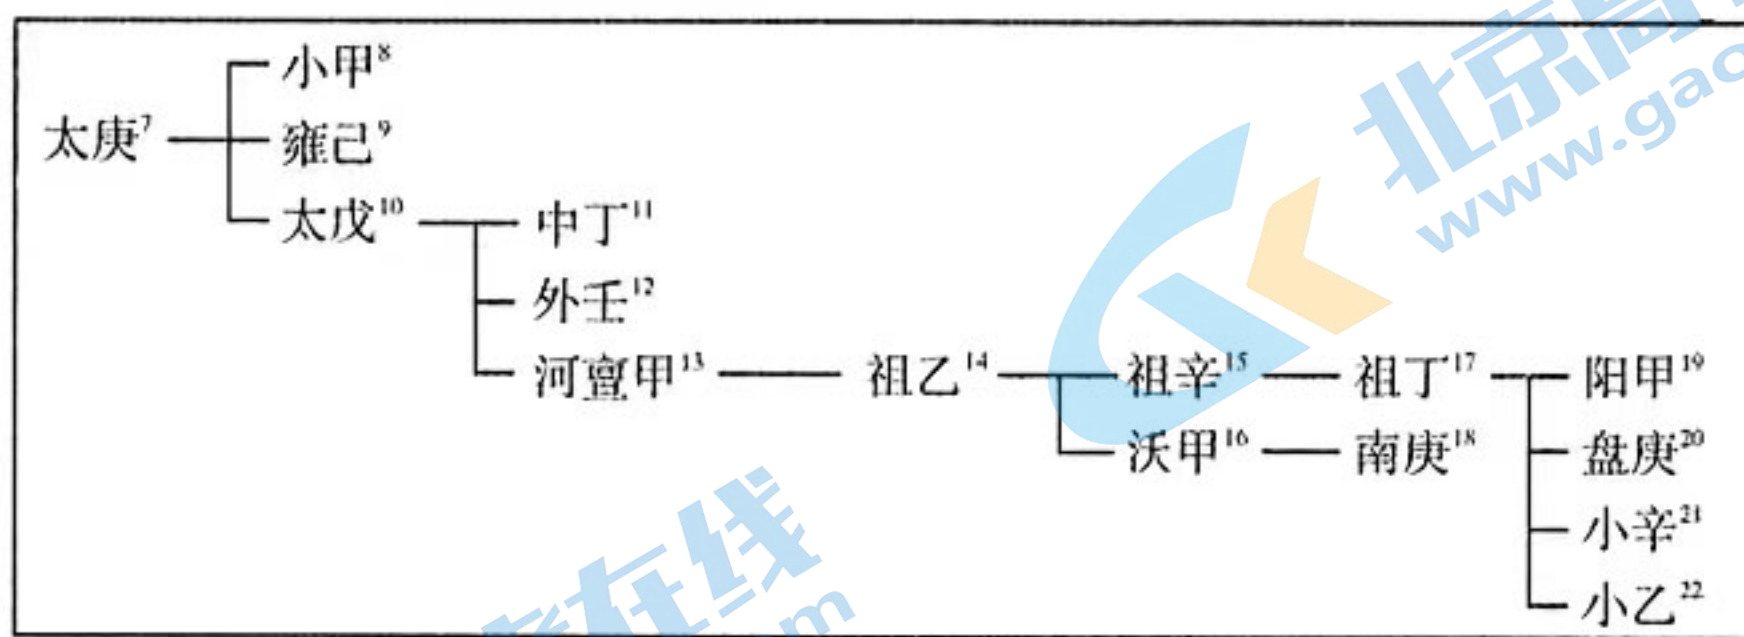 小甲⁸
太庚⁷ 雍己⁹
太戊¹⁰ 中丁¹¹
外壬¹²
河亶甲¹³ 祖乙¹⁴ 祖辛¹⁵ 祖丁¹⁷ 阳甲¹⁹
沃甲¹⁶ 南庚¹⁸ 盘庚²⁰
小辛²¹
小乙²²
北京高
www.gao
在线
m